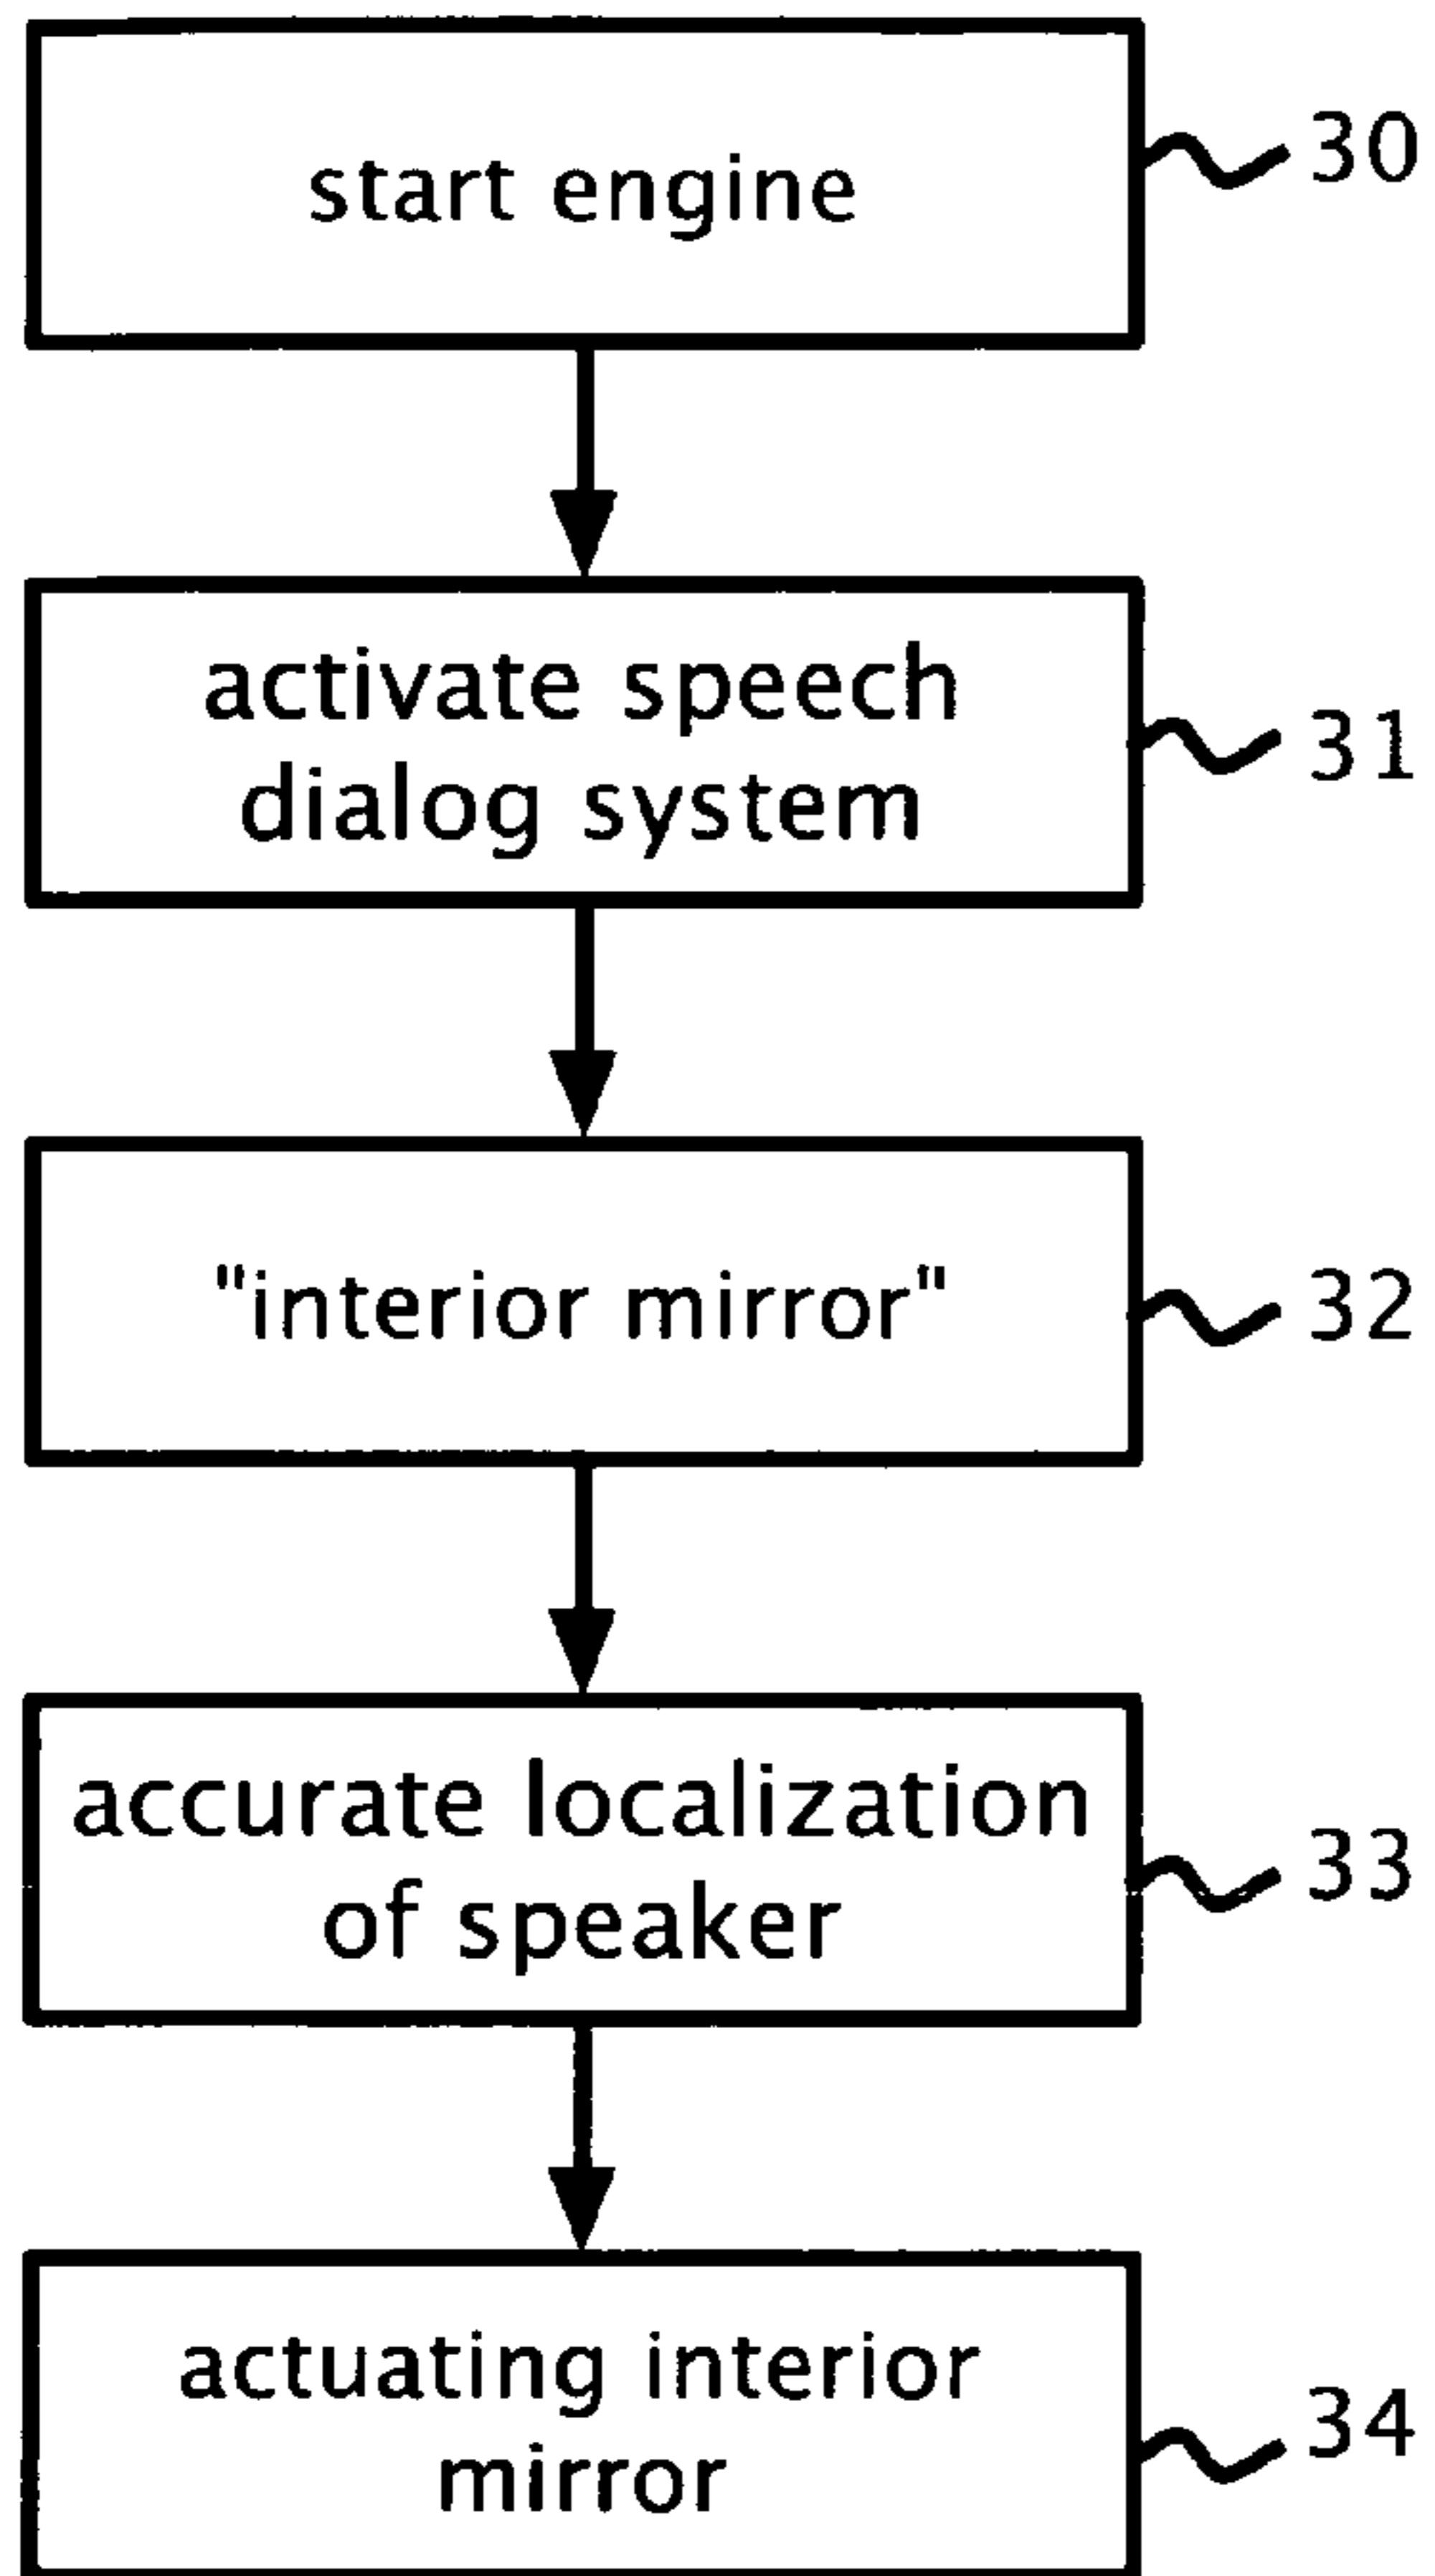 start engine
30
activate speech
dialog system
31
"interior mirror"
32
accurate localization
of speaker
33
actuating interior
mirror
34